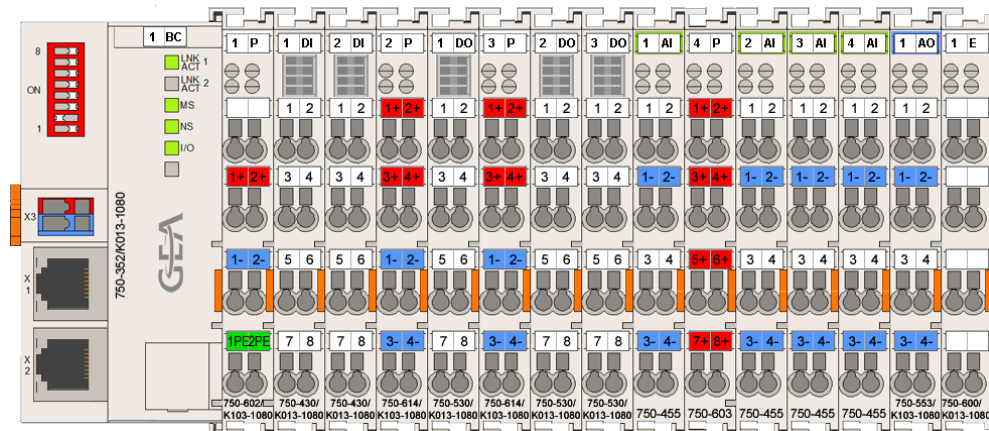 1 BC
1 P
1 DI
2 DI
2 P
1 DO
3 P
2 DO
3 DO
1 AI
4 P
2 AI
3 AI
4 AI
1 AO
1 E
8
ON
1
LNK 1
ACT
LNK 2
ACT
MS
NS
I/O
1 2 1 2 1+ 2+ 1 2 1+ 2+ 1 2 1 2 1 2 1+ 2+ 1 2 1 2 1 2 1 2
1+ 2+ 3 4 3 4 3+ 4+ 3 4 3+ 4+ 3 4 3 4 1- 2- 3+ 4+ 1- 2- 1- 2- 1- 2- 1- 2-
X3
750-352/K013-1080
GEA
1- 2- 5 6 5 6 1- 2- 5 6 1- 2- 5 6 5 6 3 4 5+ 6+ 3 4 3 4 3 4 3 4
X
1
1PE2PE 7 8 7 8 3- 4- 7 8 3- 4- 7 8 7 8 3- 4- 7+ 8+ 3- 4- 3- 4- 3- 4- 3- 4-
X
2
750-602/
K103-1080
750-430/
K013-1080
750-430/
K013-1080
750-614/
K103-1080
750-530/
K013-1080
750-614/
K103-1080
750-530/
K013-1080
750-530/
K013-1080
750-455
750-603
750-455
750-455
750-455
750-553/
K103-1080
750-600/
K013-1080